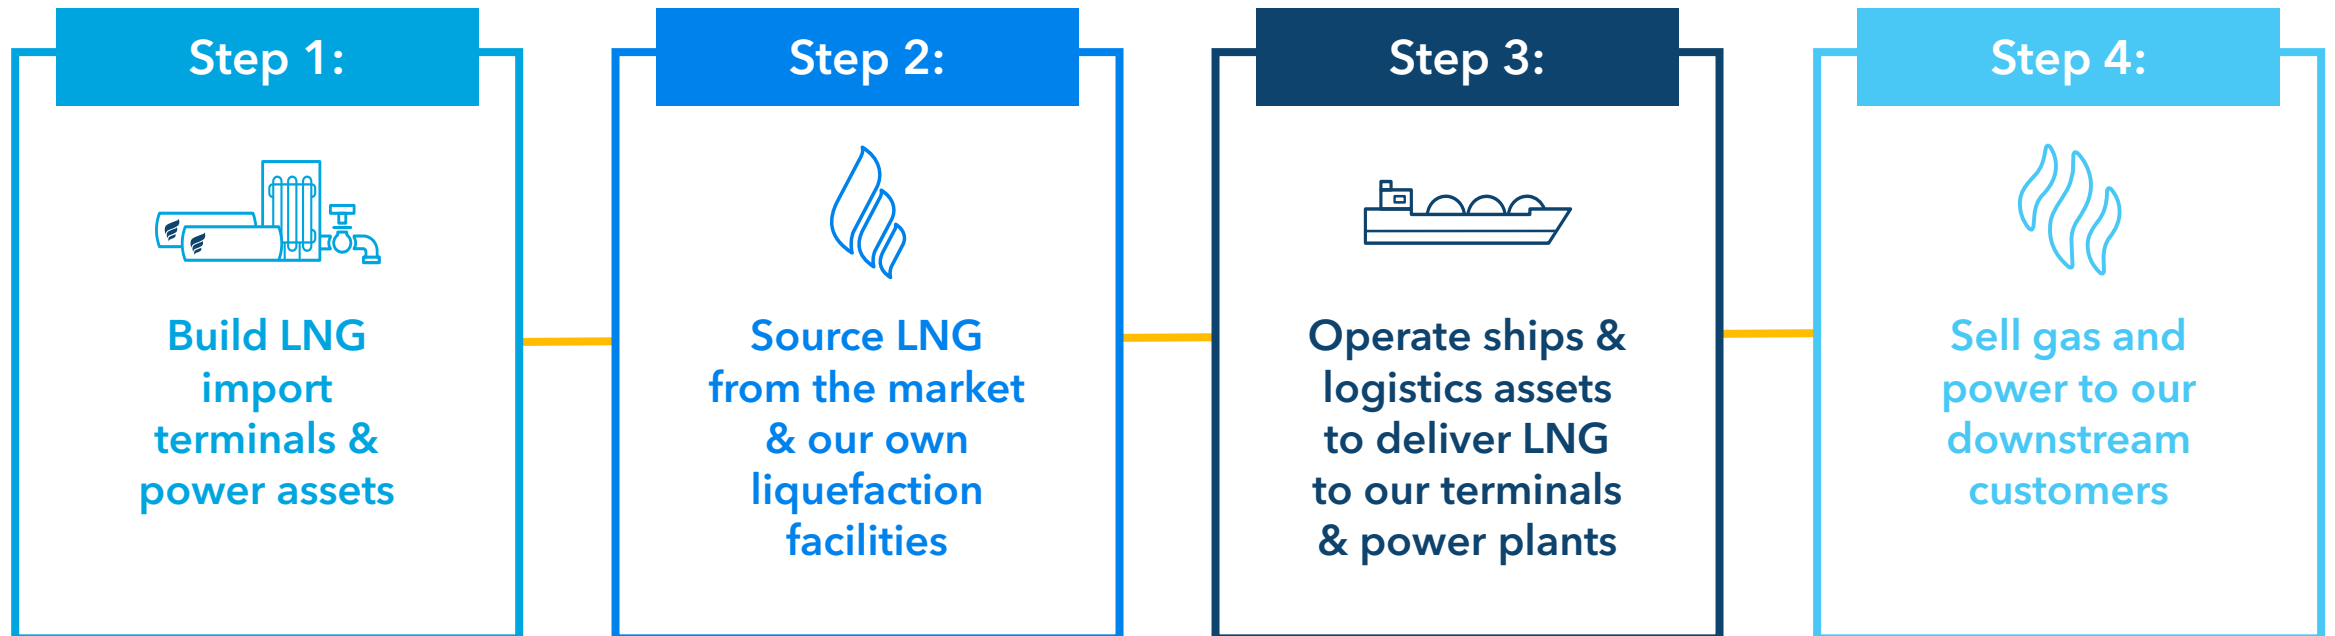 Step 1:
Build LNG
import
terminals &
power assets
Step 2:
Source LNG
from the market
& our own
liquefaction
facilities
Step 3:
Operate ships &
logistics assets
to deliver LNG
to our terminals
& power plants
Step 4:
Sell gas and
power to our
downstream
customers